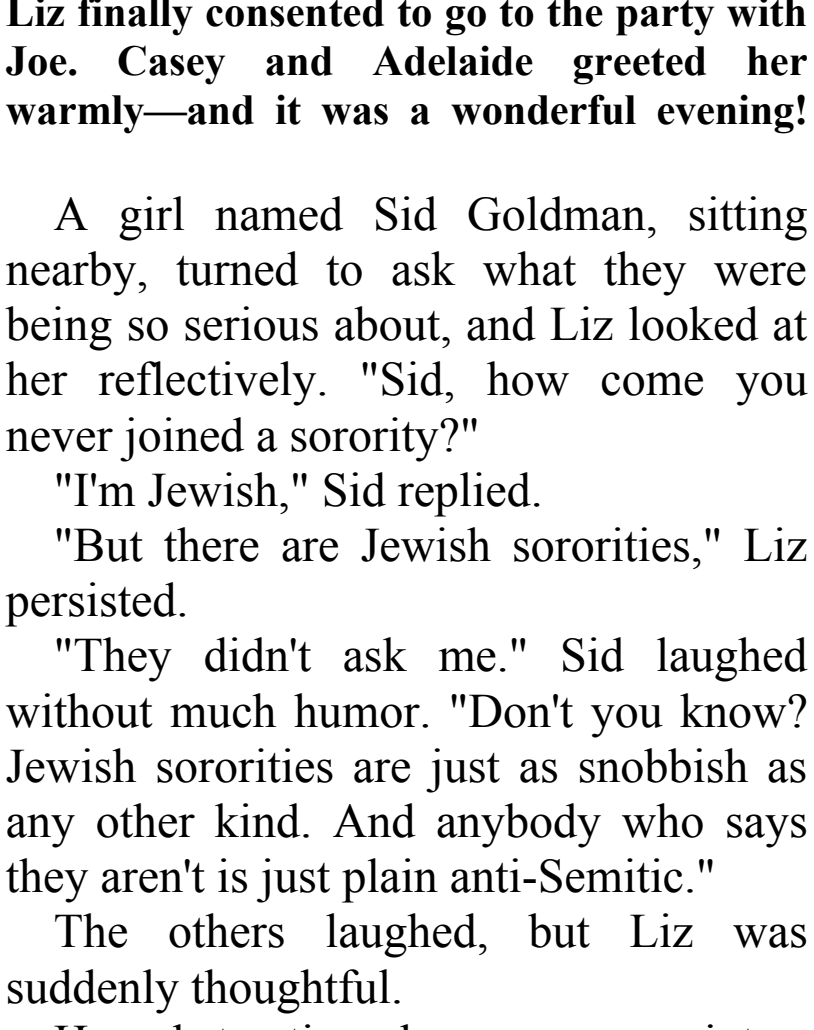 Liz finally consented to go to the party with
Joe. Casey and Adelaide greeted her
warmly—and it was a wonderful evening!
A girl named Sid Goldman, sitting
nearby, turned to ask what they were
being so serious about, and Liz looked at
her reflectively. "Sid, how come you
never joined a sorority?"
"I'm Jewish," Sid replied.
"But there are Jewish sororities," Liz
persisted.
"They didn't ask me." Sid laughed
without much humor. "Don't you know?
Jewish sororities are just as snobbish as
any other kind. And anybody who says
they aren't is just plain anti-Semitic."
The others laughed, but Liz was
suddenly thoughtful.